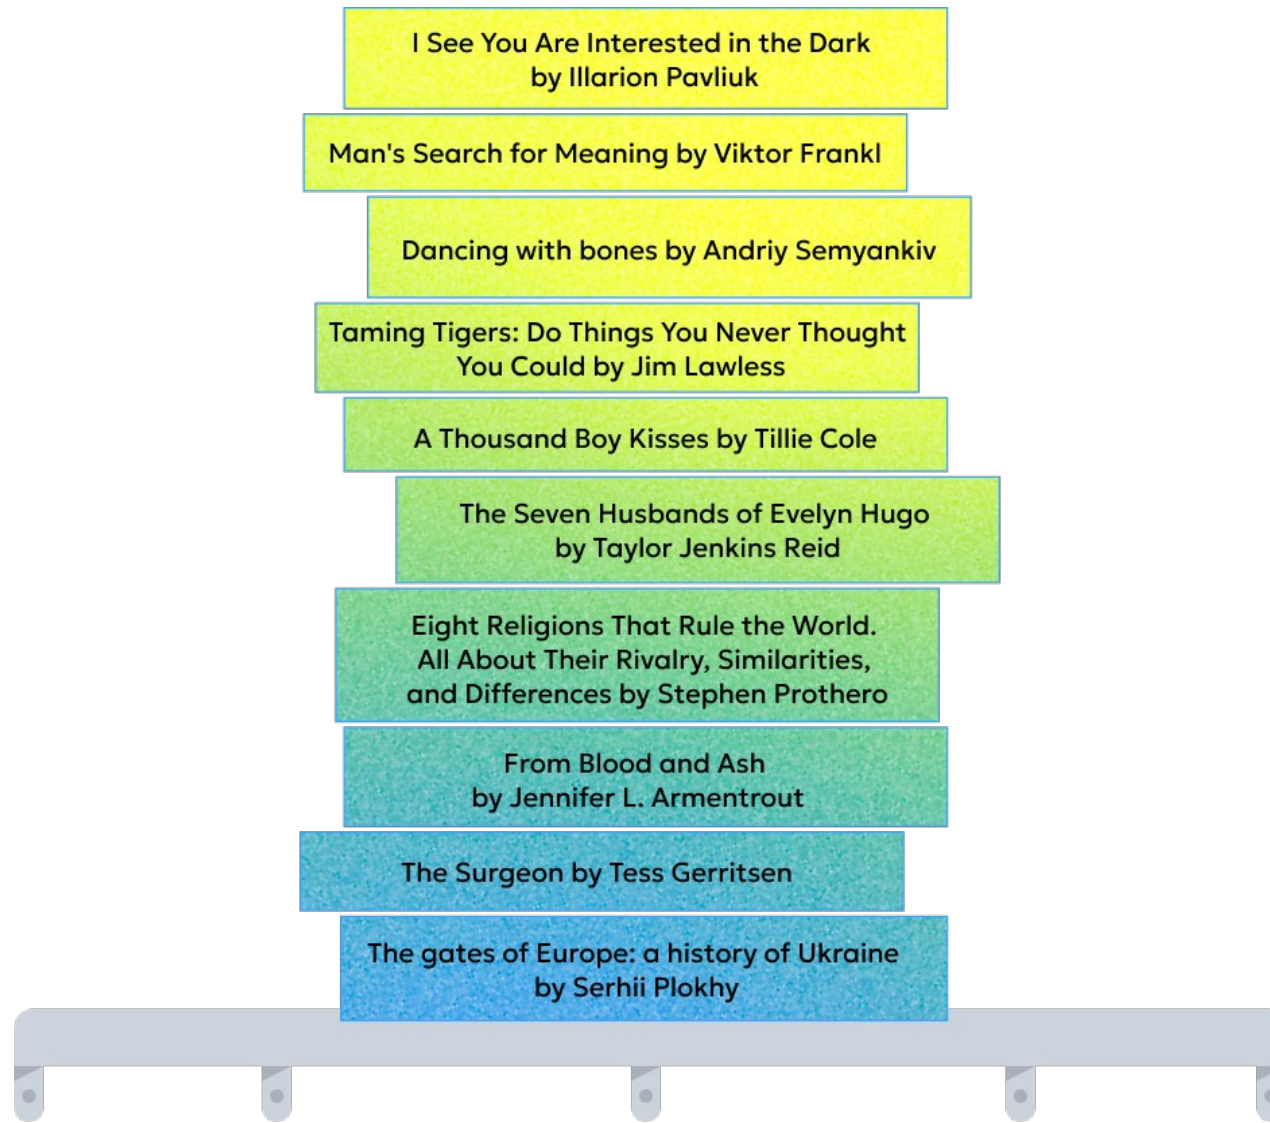 I See You Are Interested in the Dark
by Illarion Pavliuk
Man's Search for Meaning by Viktor Frankl
Dancing with bones by Andriy Semyankiv
Taming Tigers: Do Things You Never Thought
You Could by Jim Lawless
A Thousand Boy Kisses by Tillie Cole
The Seven Husbands of Evelyn Hugo
by Taylor Jenkins Reid
Eight Religions That Rule the World.
All About Their Rivalry, Similarities,
and Differences by Stephen Prothero
From Blood and Ash
by Jennifer L. Armentrout
The Surgeon by Tess Gerritsen
The gates of Europe: a history of Ukraine
by Serhii Plokhy